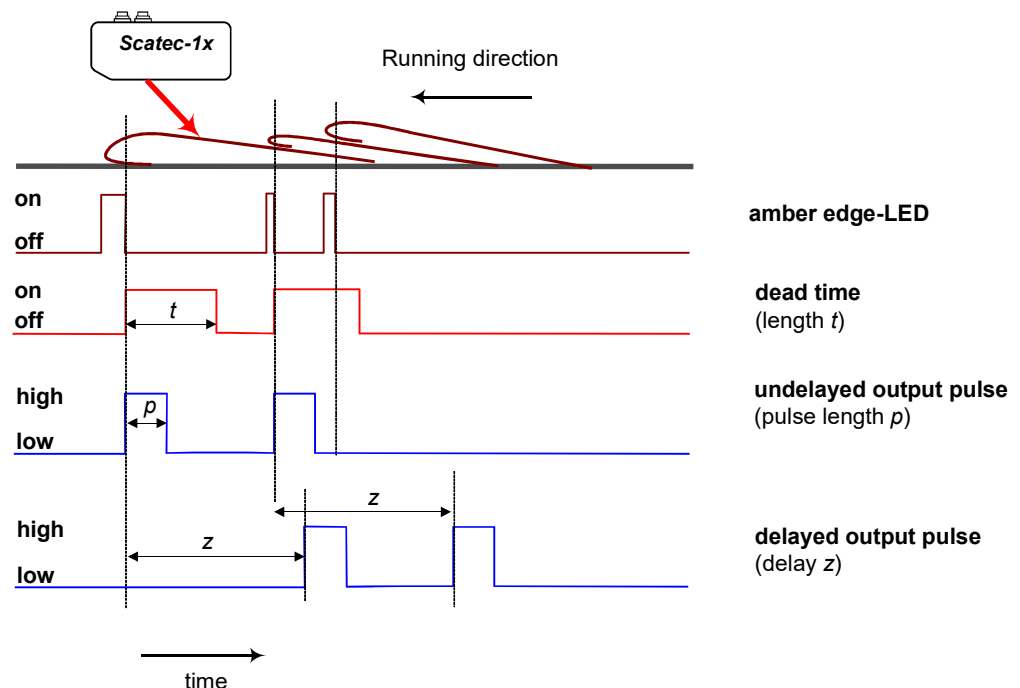 Scatec-1x
Running direction
on
off
amber edge-LED
on
off
t
dead time
(length t)
high
low
p
undelayed output pulse
(pulse length p)
high
low
z
z
delayed output pulse
(delay z)
time